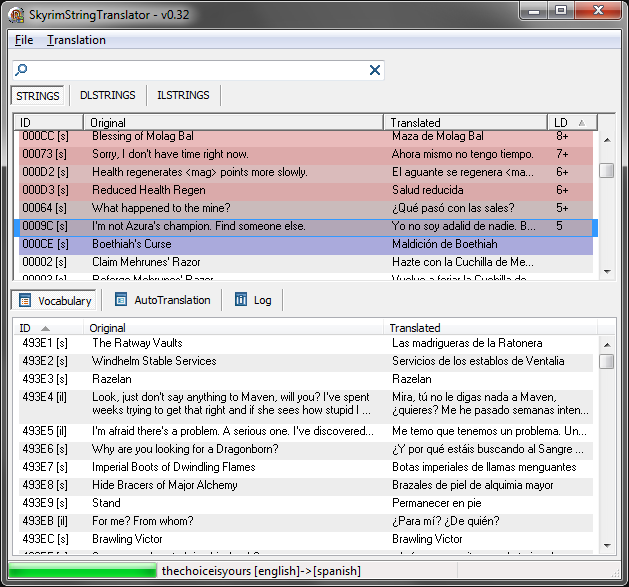 SkyrimStringTranslator - v0.32
File Translation
STRINGS DLSTRINGS ILSTRINGS
ID Original Translated LD
000CC [s] Blessing of Molag Bal Maza de Molag Bal 8+
00073 [s] Sorry, I don't have time right now. Ahora mismo no tengo tiempo. 7+
000D2 [s] Health regenerates <mag> points more slowly. El aguante se regenera <ma... 6+
000D3 [s] Reduced Health Regen Salud reducida 6+
00064 [s] What happened to the mine? ¿Qué pasó con las sales? 5+
0009C [s] I'm not Azura's champion. Find someone else. Yo no soy adalid de nadie. B... 5
000CE [s] Boethiah's Curse Maldición de Boethiah
00002 [s] Claim Mehrunes' Razor Hazte con la Cuchilla de Me...
00003 [s] Reforge Mehrunes' Razor Vuelve a forjar la Cuchilla d...
Vocabulary AutoTranslation Log
ID Original Translated
493E1 [s] The Ratway Vaults Las madrigueras de la Ratonera
493E2 [s] Windhelm Stable Services Servicios de los establos de Ventalia
493E3 [s] Razelan Razelan
493E4 [il] Look, just don't say anything to Maven, will you? I've spent Mira, tú no le digas nada a Maven,
weeks trying to get that right and if she sees how stupid I ... ¿quieres? Me he pasado semanas inten...
493E5 [il] I'm afraid there's a problem. A serious one. I've discovered... Me temo que tenemos un problema. Un...
493E6 [s] Why are you looking for a Dragonborn? ¿Y por qué estáis buscando al Sangre ...
493E7 [s] Imperial Boots of Dwindling Flames Botas imperiales de llamas menguantes
493E8 [s] Hide Bracers of Major Alchemy Brazales de piel de alquimia mayor
493E9 [s] Stand Permanecer en pie
493EB [il] For me? From whom? ¿Para mí? ¿De quién?
493EC [s] Brawling Victor Brawling Victor
thechoiceisyours [english]->[spanish]